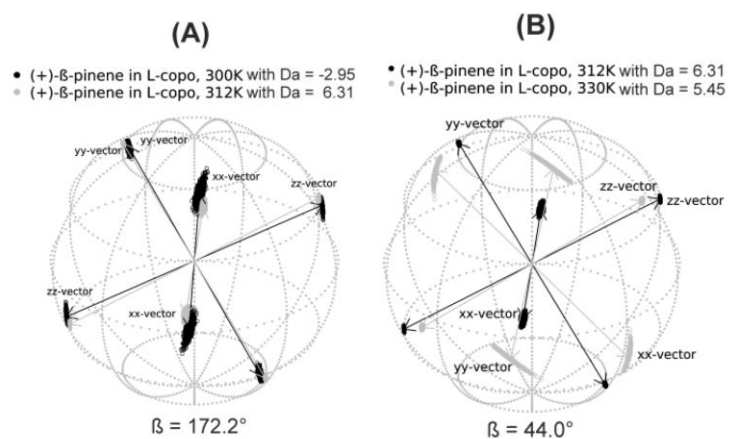 (A)
● (+)-ß-pinene in L-copo, 300K with Da = -2.95
● (+)-ß-pinene in L-copo, 312K with Da = 6.31
yy-vector
yy-vector
xx-vector
zz-vector
zz-vector
xx-vector
ß = 172.2°
(B)
● (+)-ß-pinene in L-copo, 312K with Da = 6.31
● (+)-ß-pinene in L-copo, 330K with Da = 5.45
yy-vector
zz-vector
zz-vector
xx-vector
xx-vector
yy-vector
ß = 44.0°